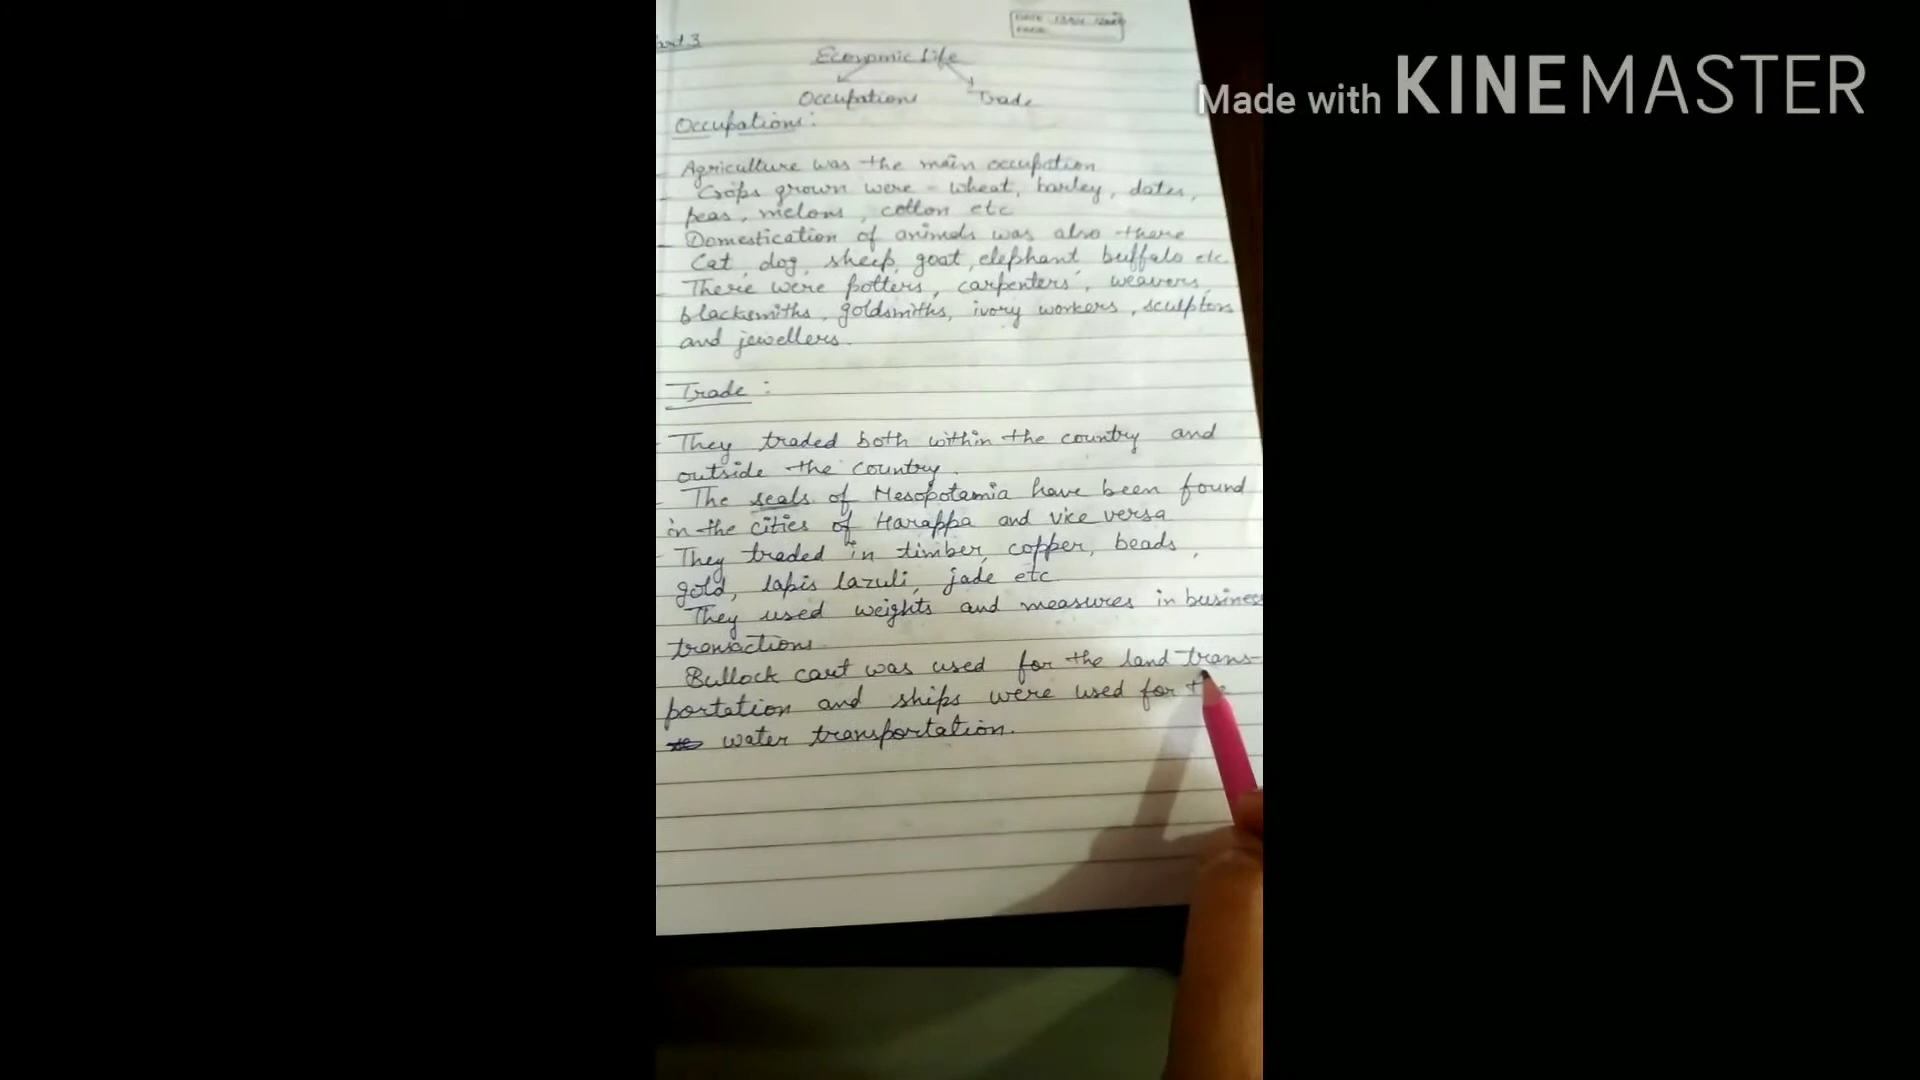 DATE
PAGE
Part 3
Made with KINEMASTER
Economic Life
Occupations Trade
Occupations:
- Agriculture was the main occupation
- Crops grown were - wheat, barley, dates,
peas, melons, cotton etc
- Domestication of animals was also there
Cat, dog, sheep, goat, elephant buffalo etc.
- There were potters, carpenters, weavers,
blacksmiths, goldsmiths, ivory workers, sculptors
and jewellers.
Trade:
- They traded both within the country and
outside the country.
- The seals of Mesopotamia have been found
in the cities of Harappa and vice versa
- They traded in timber, copper, beads,
gold, lapis lazuli, jade etc
They used weights and measures in business
transactions
Bullock cart was used for the land trans-
portation and ships were used for the
water transportation.